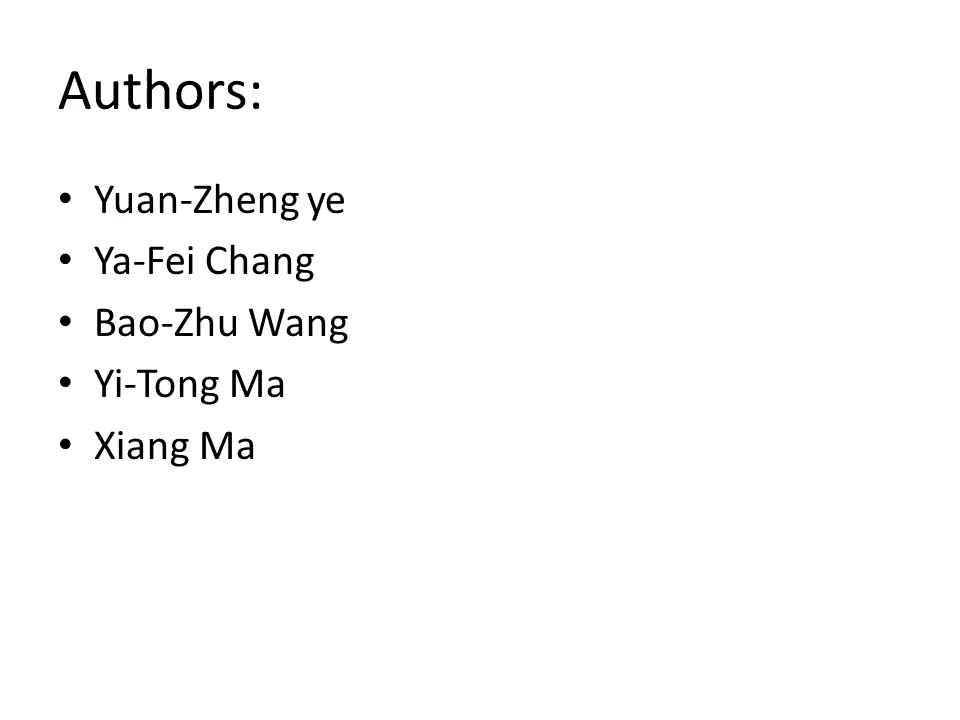 Authors:
• Yuan-Zheng ye
• Ya-Fei Chang
• Bao-Zhu Wang
• Yi-Tong Ma
• Xiang Ma